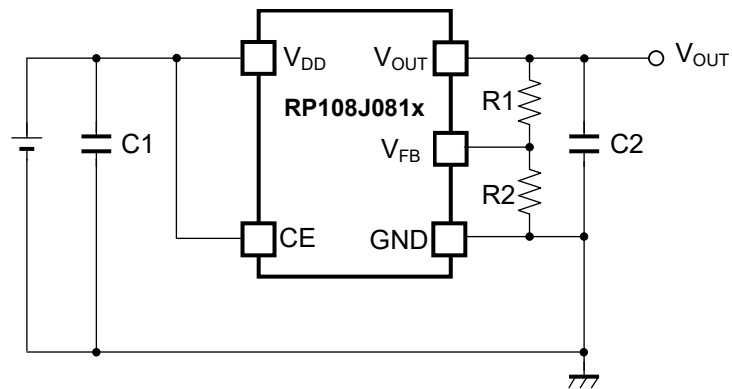 V_DD
V_OUT
V_OUT
RP108J081x
R1
C1
V_FB
C2
R2
CE
GND